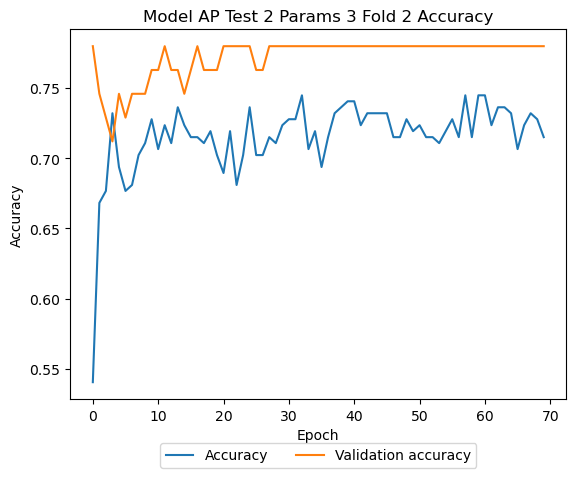 Model AP Test 2 Params 3 Fold 2 Accuracy
0.75
0.70
0.65
0.60
0.55
Accuracy
0 10 20 30 40 50 60 70
Epoch
Accuracy Validation accuracy